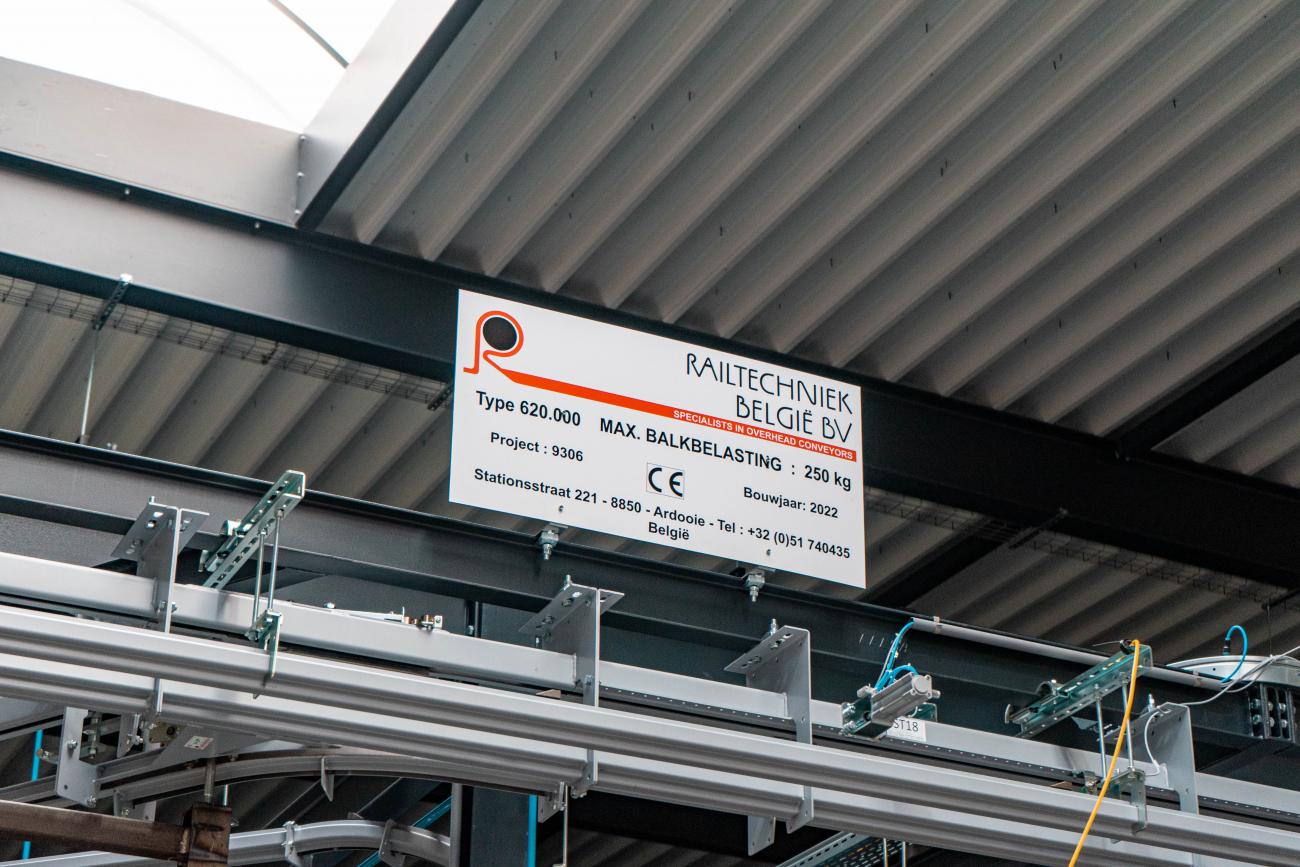 RAILTECHNIEK
BELGIË BV
SPECIALISTS IN OVERHEAD CONVEYORS
Type 620.000 MAX. BALKBELASTING : 250 kg
Project : 9306
CE
Bouwjaar: 2022
Stationsstraat 221 - 8850 - Ardooie - Tel : +32 (0)51 740435
België
ST18